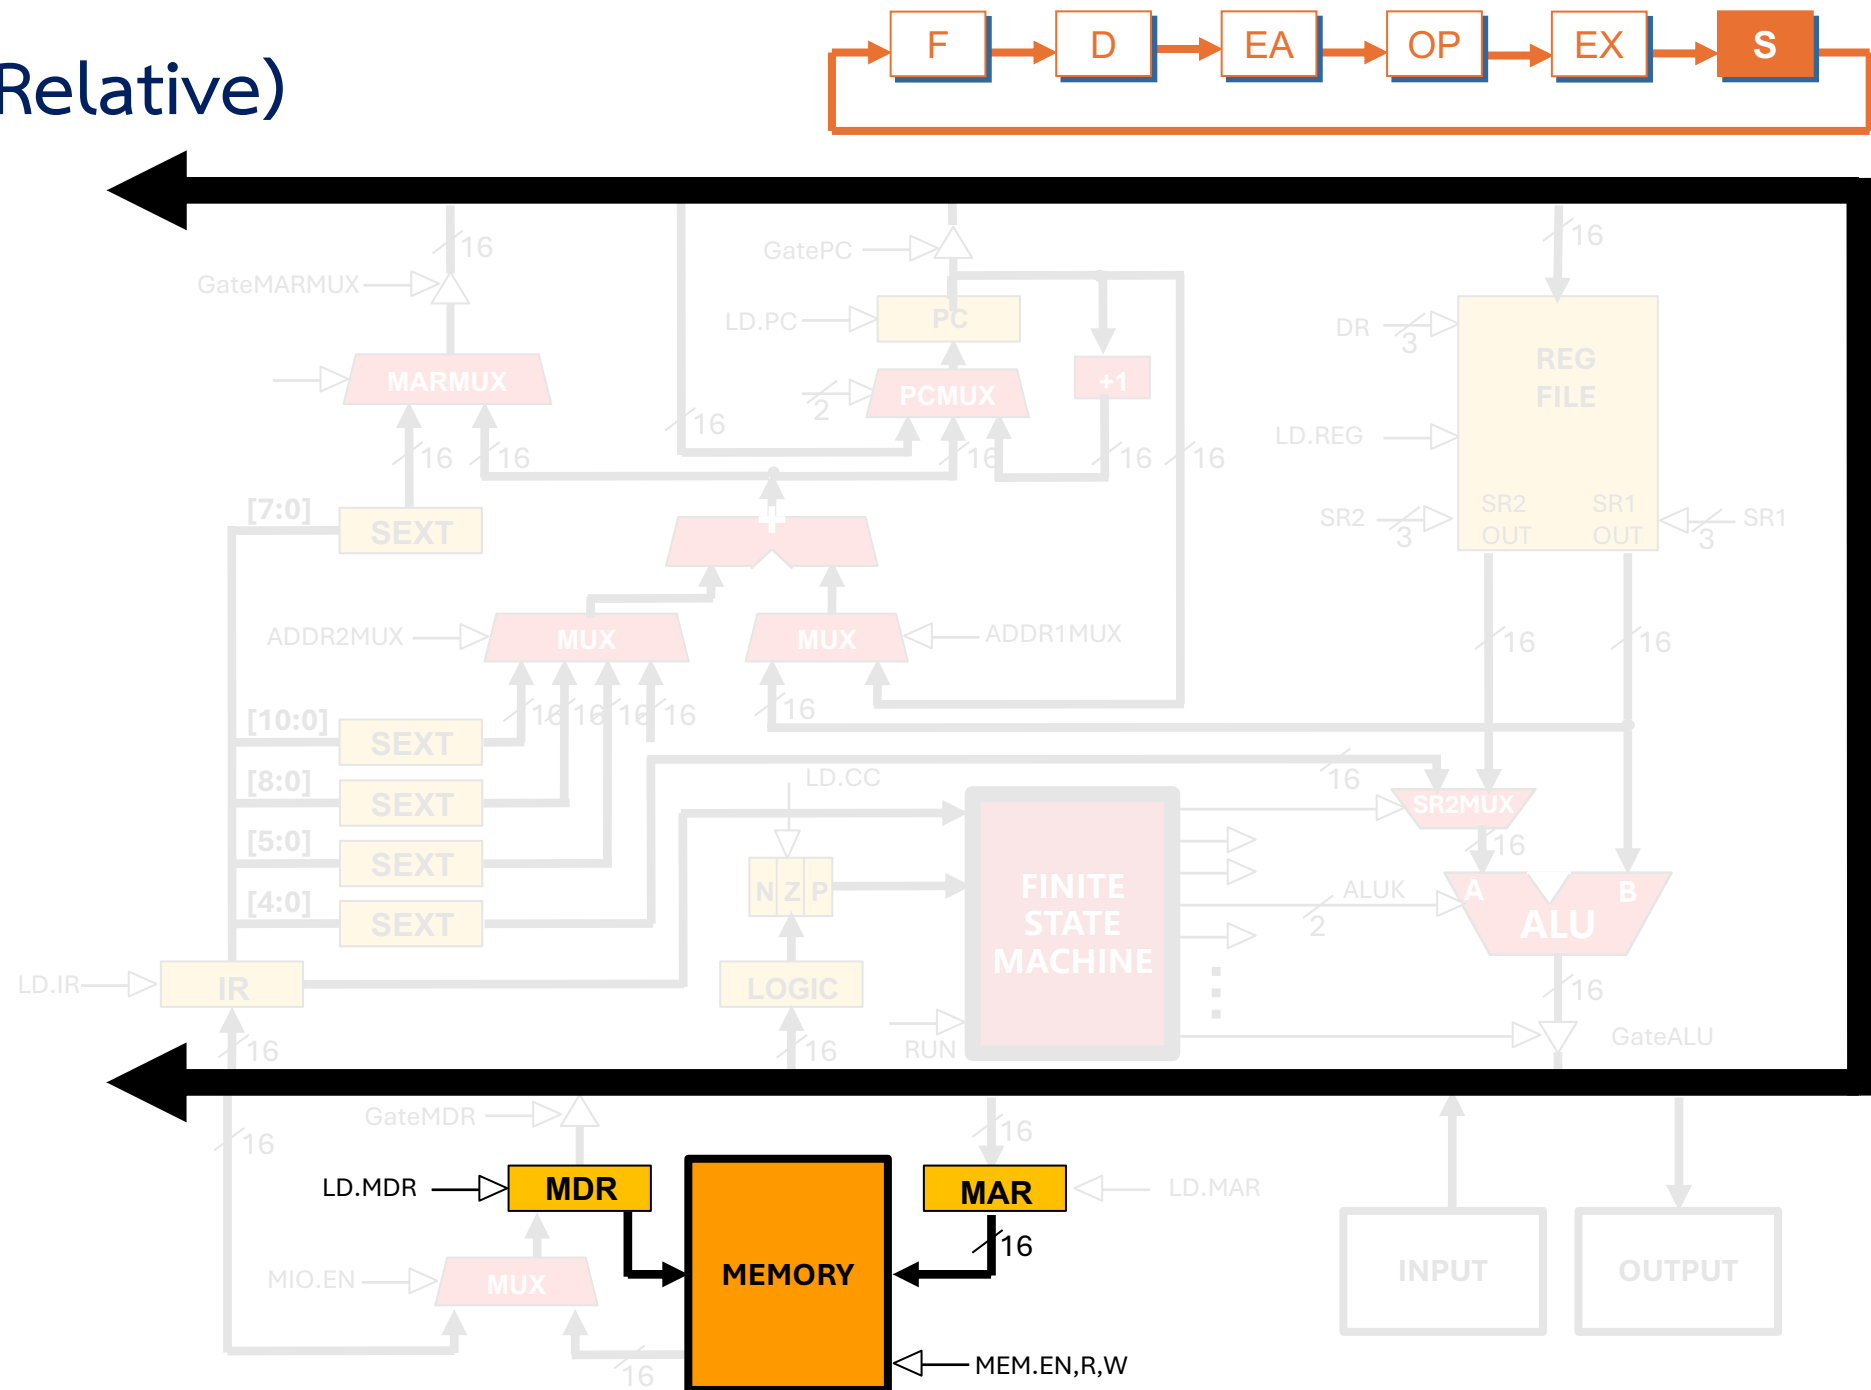 F D EA OP EX S
Relative)
16 GatePC 16
GateMARMUX
LD.PC PC DR 3
REG
FILE
MARMUX PCMUX +1
2 16
LD.REG
16 16 16 16 16
[7:0] SEXT
SR2 OUT SR1 OUT
SR2 3 3 SR1
+
ADDR2MUX MUX MUX ADDR1MUX
16 16
[10:0] SEXT 16 16 16 16 16
[8:0] SEXT LD.CC 16 SR2MUX
[5:0] SEXT 16
[4:0] SEXT N Z P
FINITE
STATE
MACHINE
ALUK 2 A B
ALU
LD.IR IR LOGIC 16
16 16 RUN GateALU
GateMDR 16
16
LD.MDR MDR MAR LD.MAR
16
MIO.EN MUX MEMORY INPUT OUTPUT
16 MEM.EN,R,W